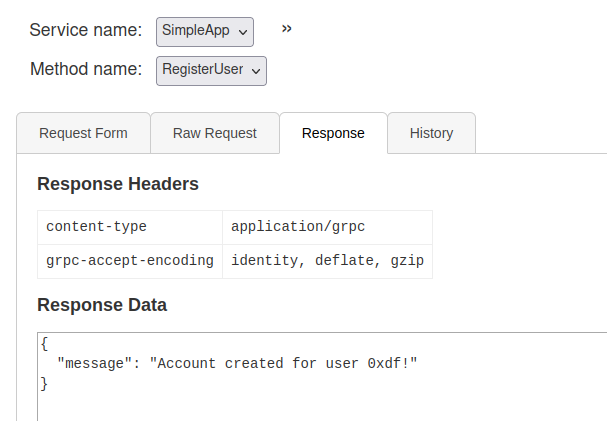 Service name: SimpleApp »
Method name: RegisterUser
Request Form Raw Request Response History
Response Headers
content-type application/grpc
grpc-accept-encoding identity, deflate, gzip
Response Data
{
"message": "Account created for user 0xdf!"
}